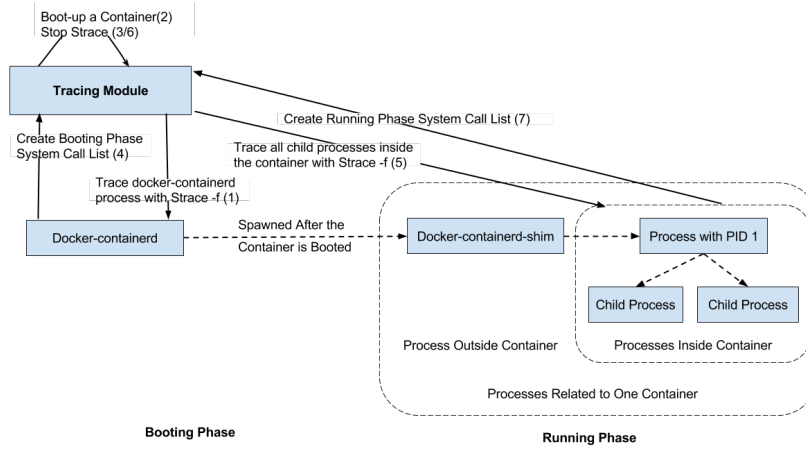 Boot-up a Container(2)
Stop Strace (3/6)
Tracing Module
Create Running Phase System Call List (7)
Create Booting Phase
System Call List (4)
Trace all child processes inside
the container with Strace -f (5)
Trace docker-containerd
process with Strace -f (1)
Docker-containerd
Spawned After the
Container is Booted
Docker-containerd-shim
Process with PID 1
Child Process
Child Process
Process Outside Container
Processes Inside Container
Processes Related to One Container
Booting Phase
Running Phase